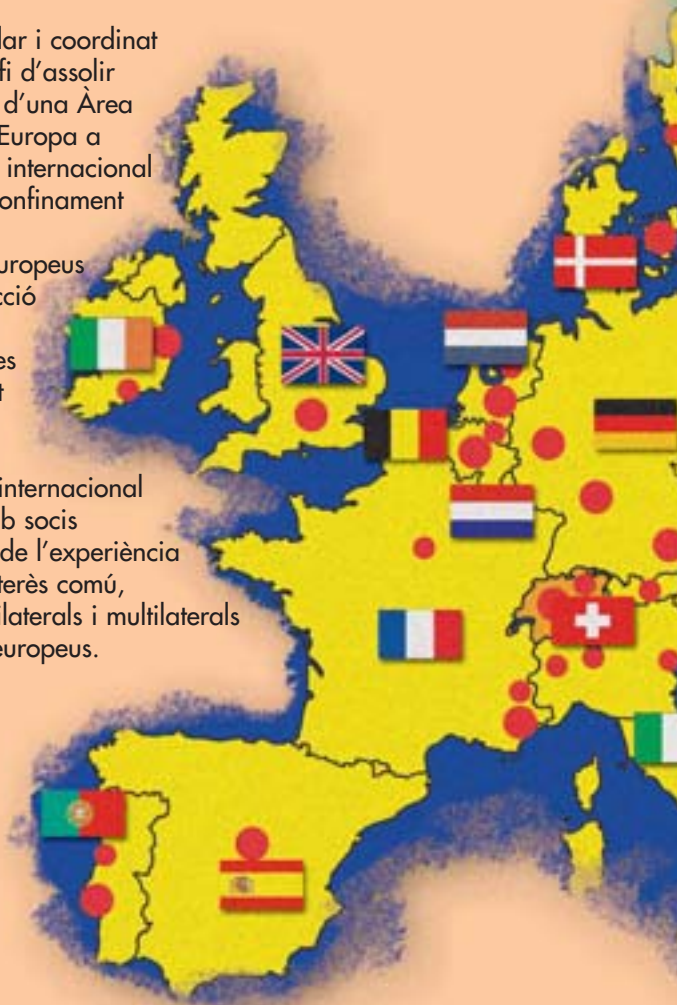 lar i coordinat
fi d'assolir
d'una Àrea
Europa a
internacional
onfinament
uropeus
cció
es
t
internacional
b socis
de l'experiència
terès comú,
ilaterals i multilaterals
europeus.